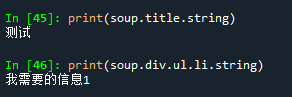 In [45]: print(soup.title.string)
测试
In [46]: print(soup.div.ul.li.string)
我需要的信息1